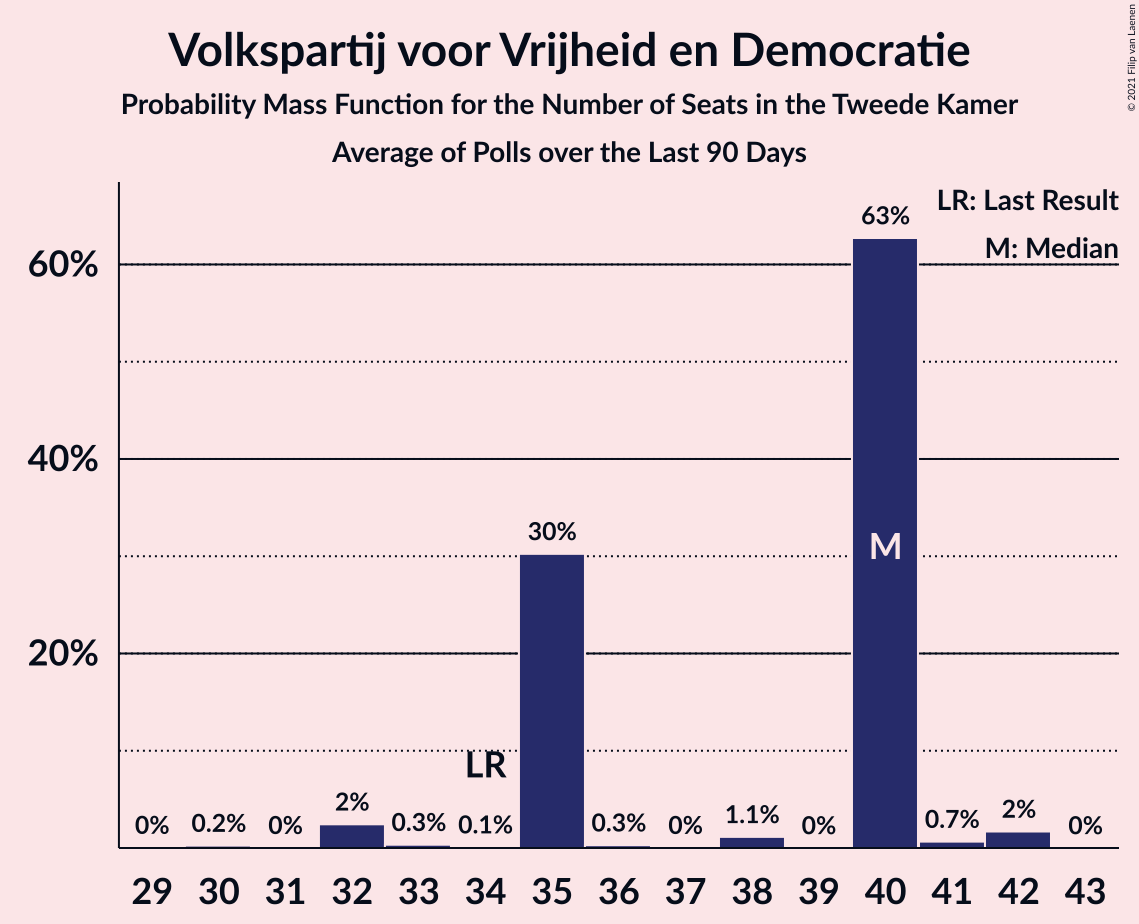 Volkspartij voor Vrijheid en Democratie
Probability Mass Function for the Number of Seats in the Tweede Kamer
Average of Polls over the Last 90 Days
© 2021 Filip van Laenen
LR: Last Result
M: Median
60%
40%
20%
0%
0.2%
0%
2%
0.3%
0.1%
LR
30%
0.3%
0%
1.1%
0%
63%
M
0.7%
2%
0%
29 30 31 32 33 34 35 36 37 38 39 40 41 42 43